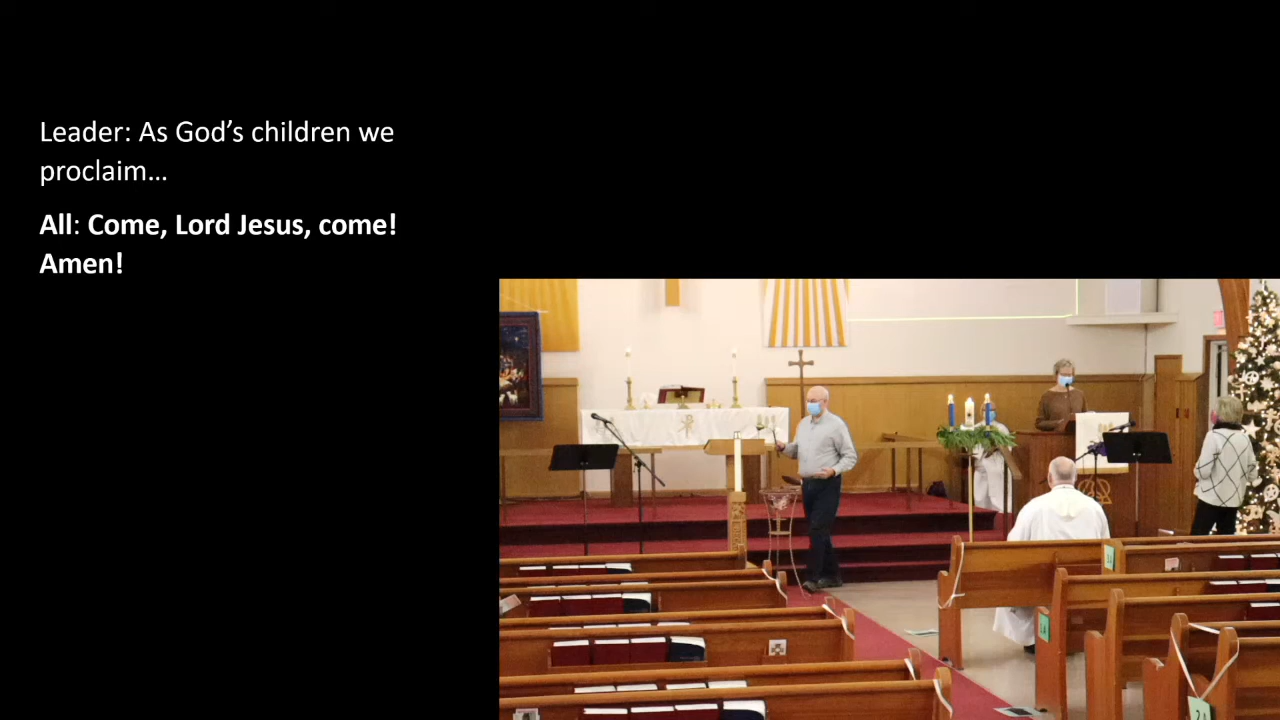 Leader: As God’s children we
proclaim…
All: Come, Lord Jesus, come!
Amen!